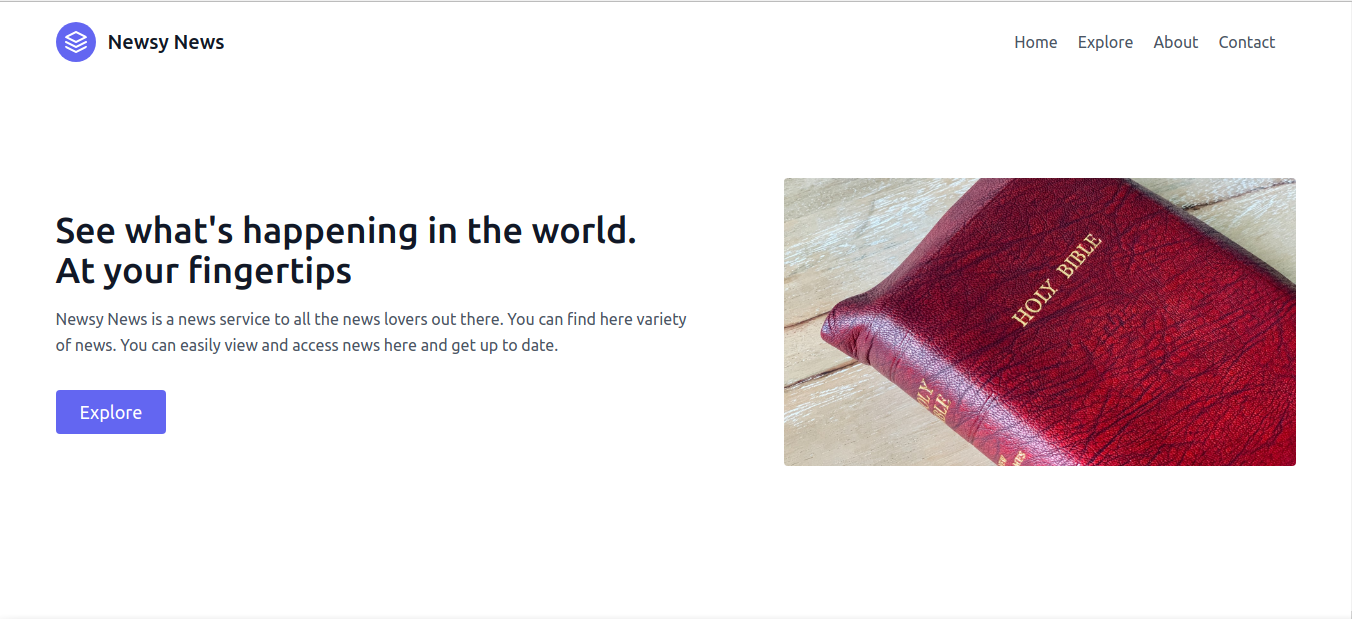 Newsy News
Home Explore About Contact
See what's happening in the world.
At your fingertips
Newsy News is a news service to all the news lovers out there. You can find here variety
of news. You can easily view and access news here and get up to date.
Explore
HOLY BIBLE